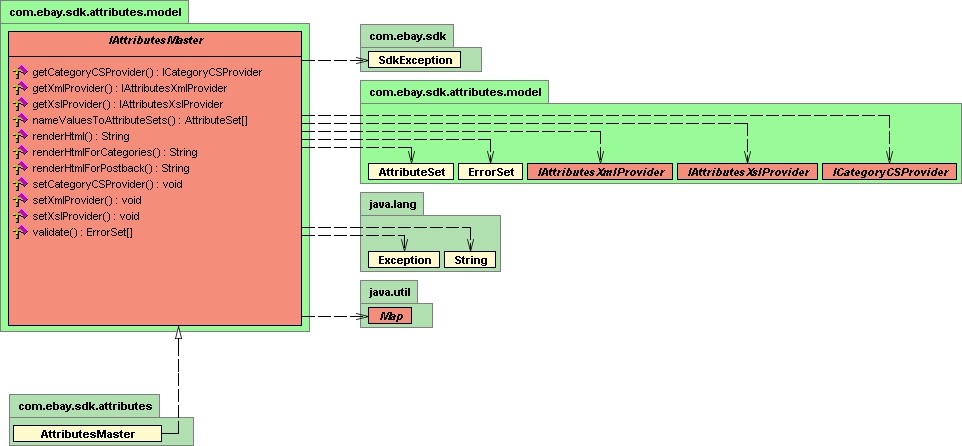 com.ebay.sdk.attributes.model
IAttributesMaster
getCategoryCSProvider() : ICategoryCSProvider
getXmlProvider() : IAttributesXmlProvider
getXslProvider() : IAttributesXslProvider
nameValuesToAttributeSets() : AttributeSet[]
renderHtml() : String
renderHtmlForCategories() : String
renderHtmlForPostback() : String
setCategoryCSProvider() : void
setXmlProvider() : void
setXslProvider() : void
validate() : ErrorSet[]
com.ebay.sdk
SdkException
com.ebay.sdk.attributes.model
AttributeSet
ErrorSet
IAttributesXmlProvider
IAttributesXslProvider
ICategoryCSProvider
java.lang
Exception
String
java.util
Map
com.ebay.sdk.attributes
AttributesMaster